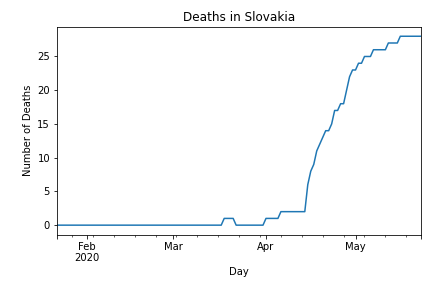 Deaths in Slovakia
Number of Deaths
25
20
15
10
5
0
Feb
2020
Mar
Apr
May
Day